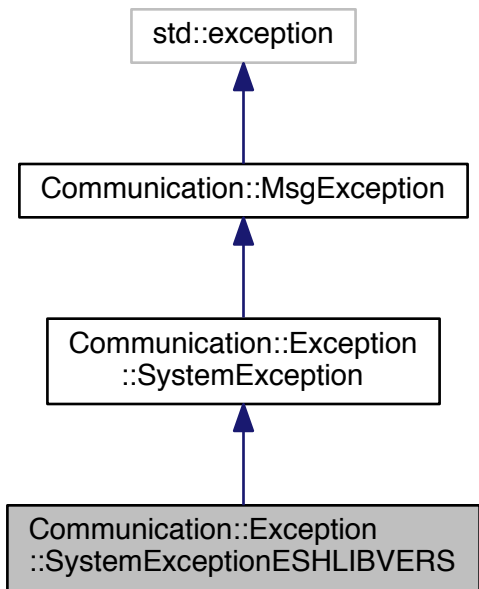 std::exception
Communication::MsgException
Communication::Exception
::SystemException
Communication::Exception
::SystemExceptionESHLIBVERS